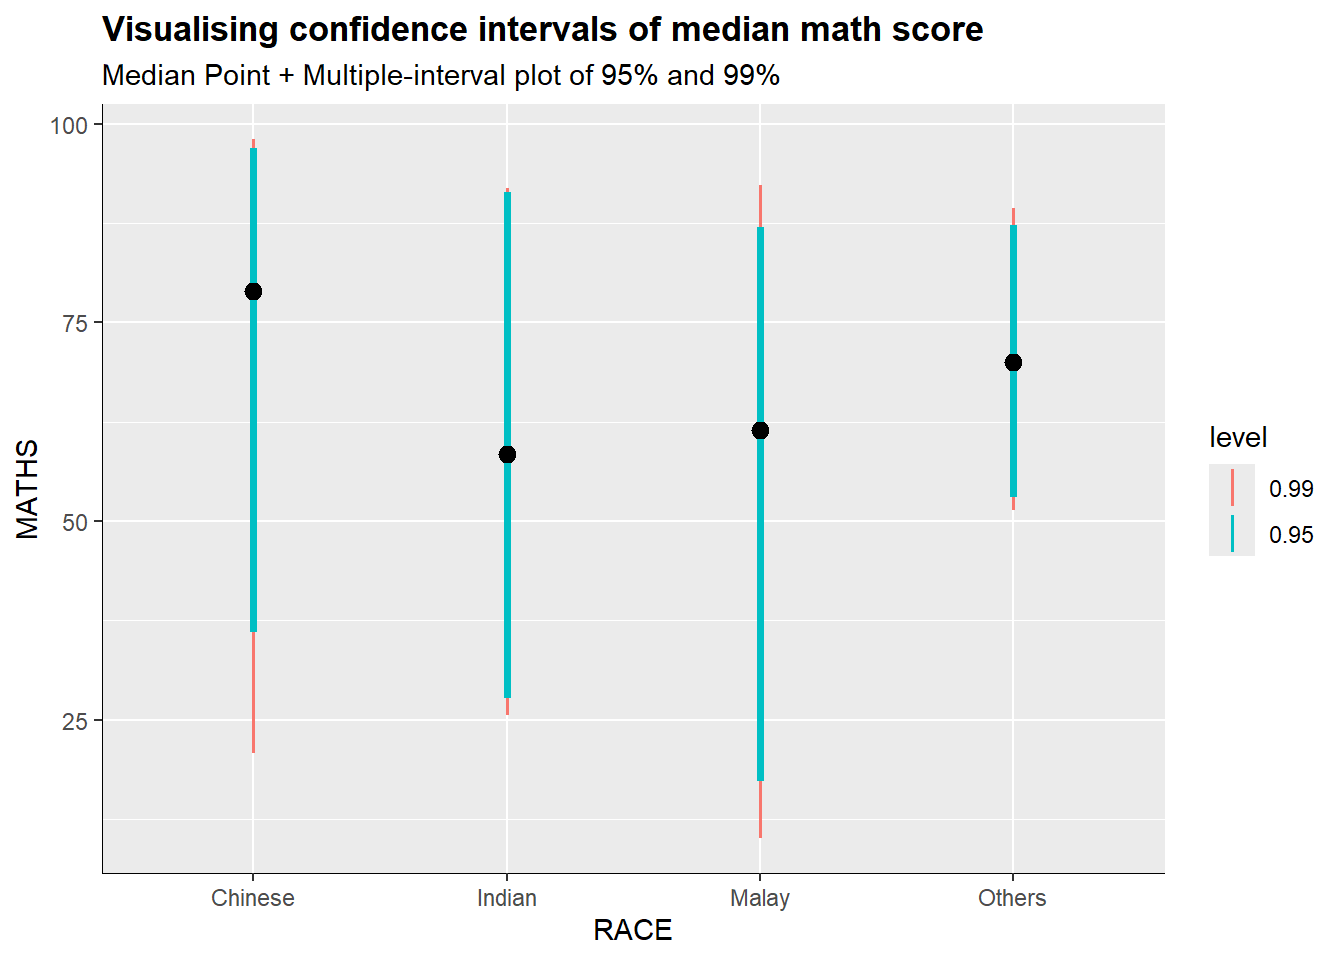 Visualising confidence intervals of median math score
Median Point + Multiple-interval plot of 95% and 99%
100
75
50
25
MATHS
Chinese Indian Malay Others
RACE
level
0.99
0.95